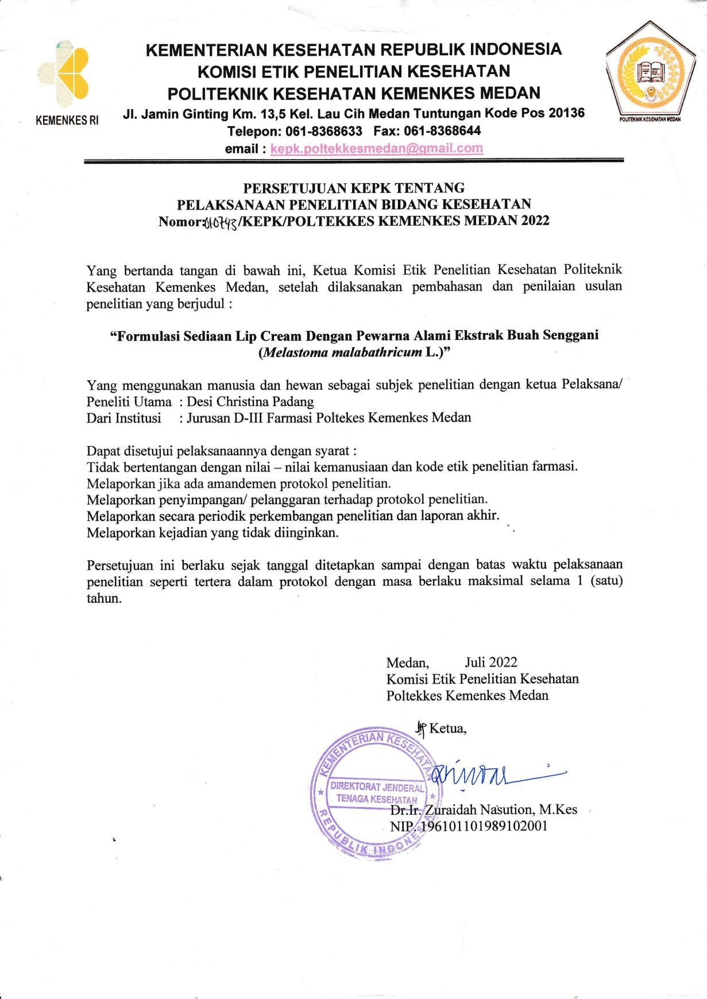 KEMENTERIAN KESEHATAN REPUBLIK INDONESIA
KOMISI ETIK PENELITIAN KESEHATAN
POLITEKNIK KESEHATAN KEMENKES MEDAN
Jl. Jamin Ginting Km. 13,5 Kel. Lau Cih Medan Tuntungan Kode Pos 20136
Telepon: 061-8368633 Fax: 061-8368644
email : kepk.poltekkesmedan@gmail.com
KEMENKES RI
POLITEKNIK KESEHATAN MEDAN
PERSETUJUAN KEPK TENTANG
PELAKSANAAN PENELITIAN BIDANG KESEHATAN
Nomor: /KEPK/POLTEKKES KEMENKES MEDAN 2022
Yang bertanda tangan di bawah ini, Ketua Komisi Etik Penelitian Kesehatan Politeknik
Kesehatan Kemenkes Medan, setelah dilaksanakan pembahasan dan penilaian usulan
penelitian yang berjudul :
“Formulasi Sediaan Lip Cream Dengan Pewarna Alami Ekstrak Buah Senggani
(Melastoma malabathricum L.)”
Yang menggunakan manusia dan hewan sebagai subjek penelitian dengan ketua Pelaksana/
Peneliti Utama : Desi Christina Padang
Dari Institusi : Jurusan D-III Farmasi Poltekes Kemenkes Medan
Dapat disetujui pelaksanaannya dengan syarat :
Tidak bertentangan dengan nilai – nilai kemanusiaan dan kode etik penelitian farmasi.
Melaporkan jika ada amandemen protokol penelitian.
Melaporkan penyimpangan/ pelanggaran terhadap protokol penelitian.
Melaporkan secara periodik perkembangan penelitian dan laporan akhir.
Melaporkan kejadian yang tidak diinginkan.
Persetujuan ini berlaku sejak tanggal ditetapkan sampai dengan batas waktu pelaksanaan
penelitian seperti tertera dalam protokol dengan masa berlaku maksimal selama 1 (satu)
tahun.
Medan, Juli 2022
Komisi Etik Penelitian Kesehatan
Poltekkes Kemenkes Medan
Ketua,
KEMENTERIAN KESEHATAN
DIREKTORAT JENDERAL
TENAGA KESEHATAN
REPUBLIK INDONESIA
Dr.Ir. Zuraidah Nasution, M.Kes
NIP. 196101101989102001